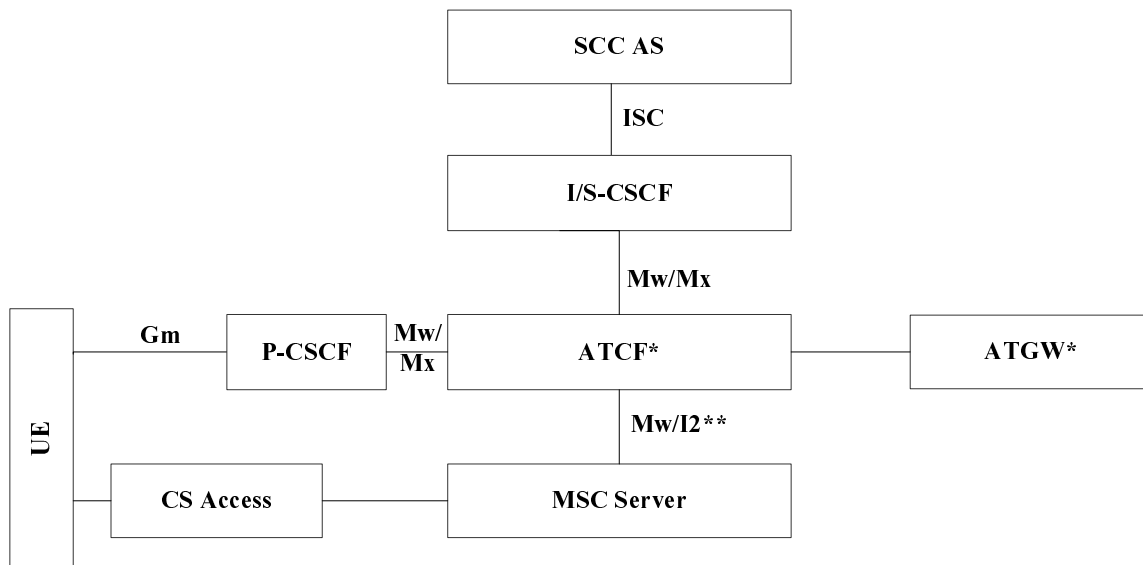 SCC AS
ISC
I/S-CSCF
Mw/Mx
Gm
P-CSCF
Mw/
Mx
ATCF*
ATGW*
Mw/I2**
UE
CS Access
MSC Server